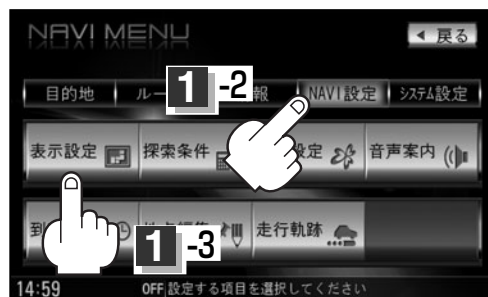 NAVI MENU
◀ 戻る
目的地 ルー 報 NAVI設定 システム設定
1 -2
表示設定 探索条件 設定 音声案内
到 走行軌跡
1 -3
14:59 OFF 設定する項目を選択してください